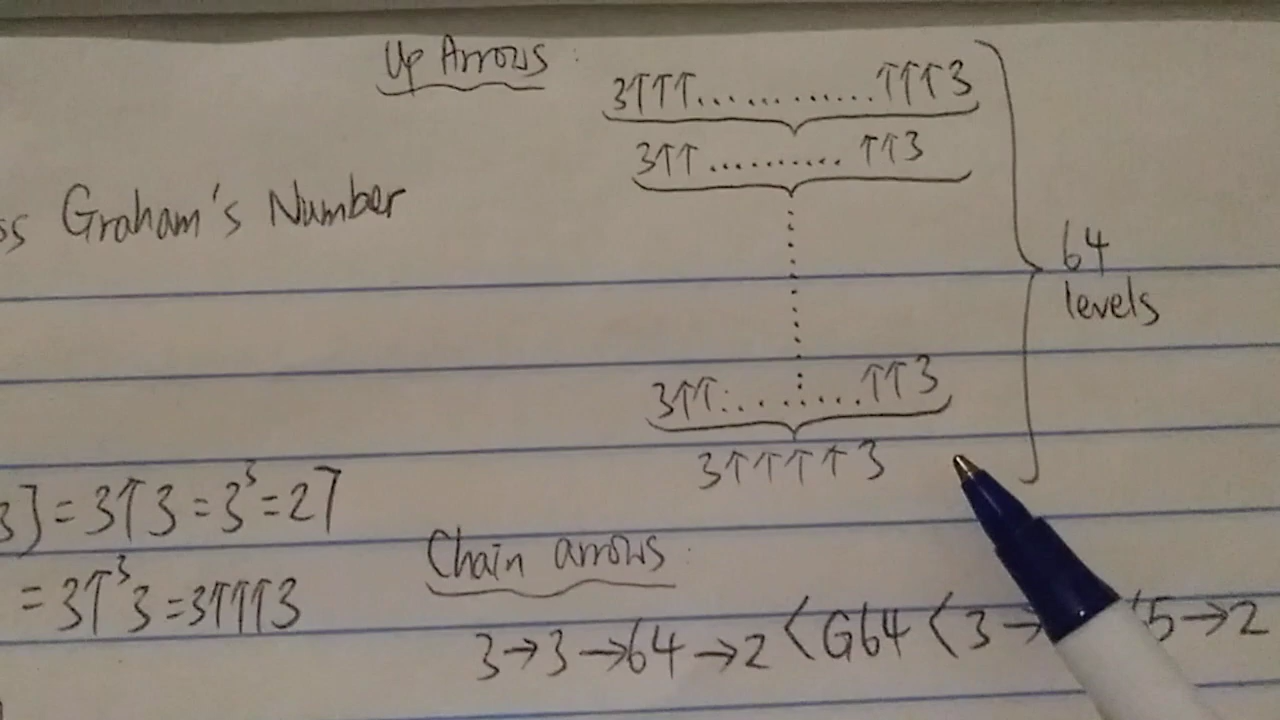 Up Arrows :
3↑↑↑............↑↑↑3
3↑↑.......... ↑↑3
Graham's Number
64
levels
3↑↑........↑↑3
3↑↑↑↑3
3] = 3↑3 = 3³ = 27
= 3↑³3 = 3↑↑↑3
Chain arrows :
3→3→64→2 < G64 < 3→ 5→2